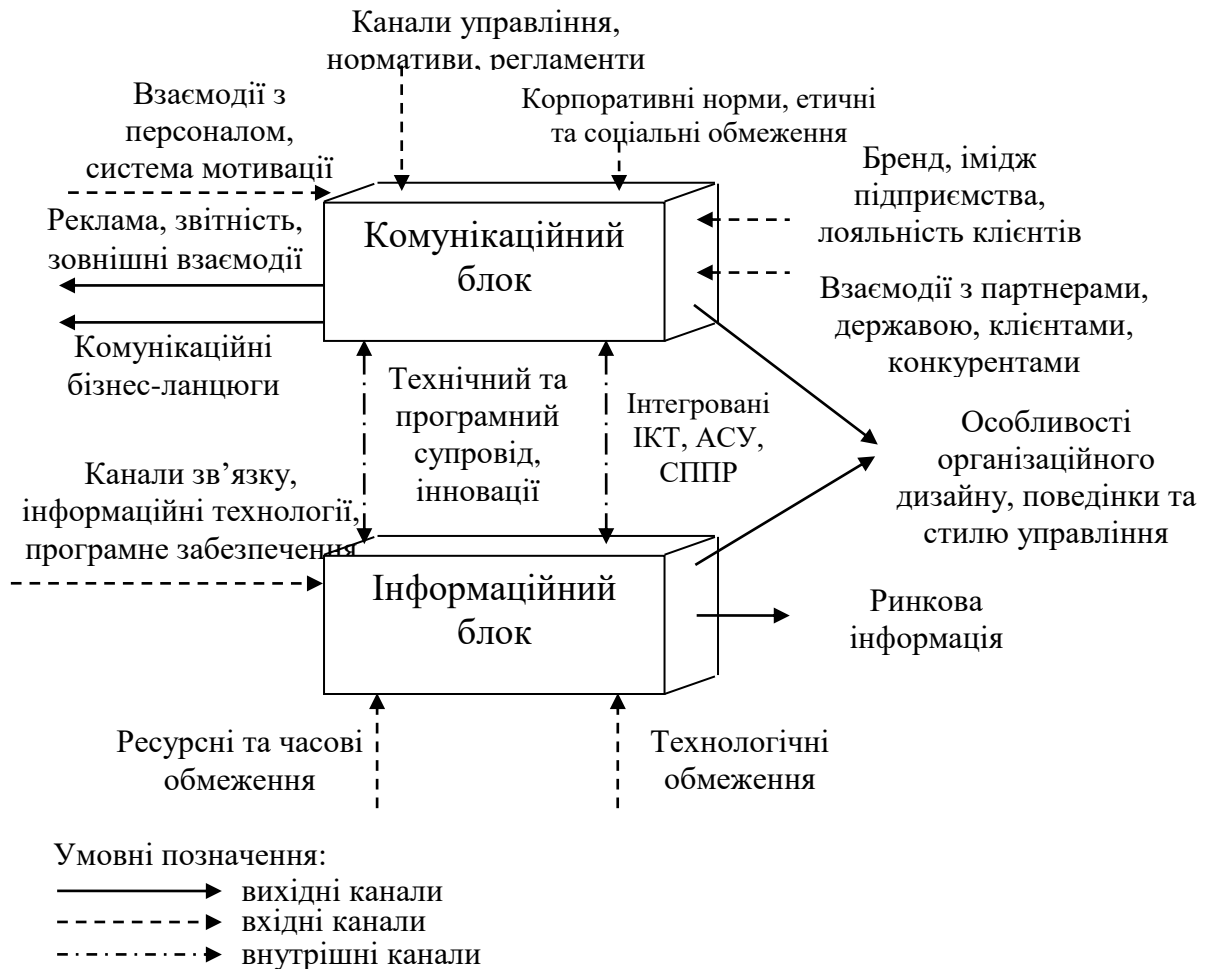 Канали управління,
нормативи, регламенти
Корпоративні норми, етичні
та соціальні обмеження
Взаємодії з
персоналом,
система мотивації
Бренд, імідж
підприємства,
лояльність клієнтів
Реклама, звітність,
зовнішні взаємодії
Комунікаційний
блок
Взаємодії з партнерами,
державою, клієнтами,
конкурентами
Комунікаційні
бізнес-ланцюги
Технічний та
програмний
супровід,
інновації
Інтегровані
ІКТ, АСУ,
СППР
Особливості
організаційного
дизайну, поведінки та
стилю управління
Канали зв’язку,
інформаційні технології,
програмне забезпечення
Інформаційний
блок
Ринкова
інформація
Ресурсні та часові
обмеження
Технологічні
обмеження
Умовні позначення:
вихідні канали
вхідні канали
внутрішні канали